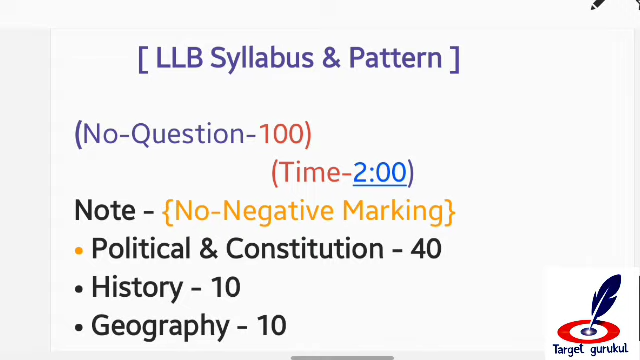 [ LLB Syllabus & Pattern ]
(No-Question-100)
(Time-2:00)
Note - {No-Negative Marking}
• Political & Constitution - 40
• History - 10
• Geography - 10
Target gurukul